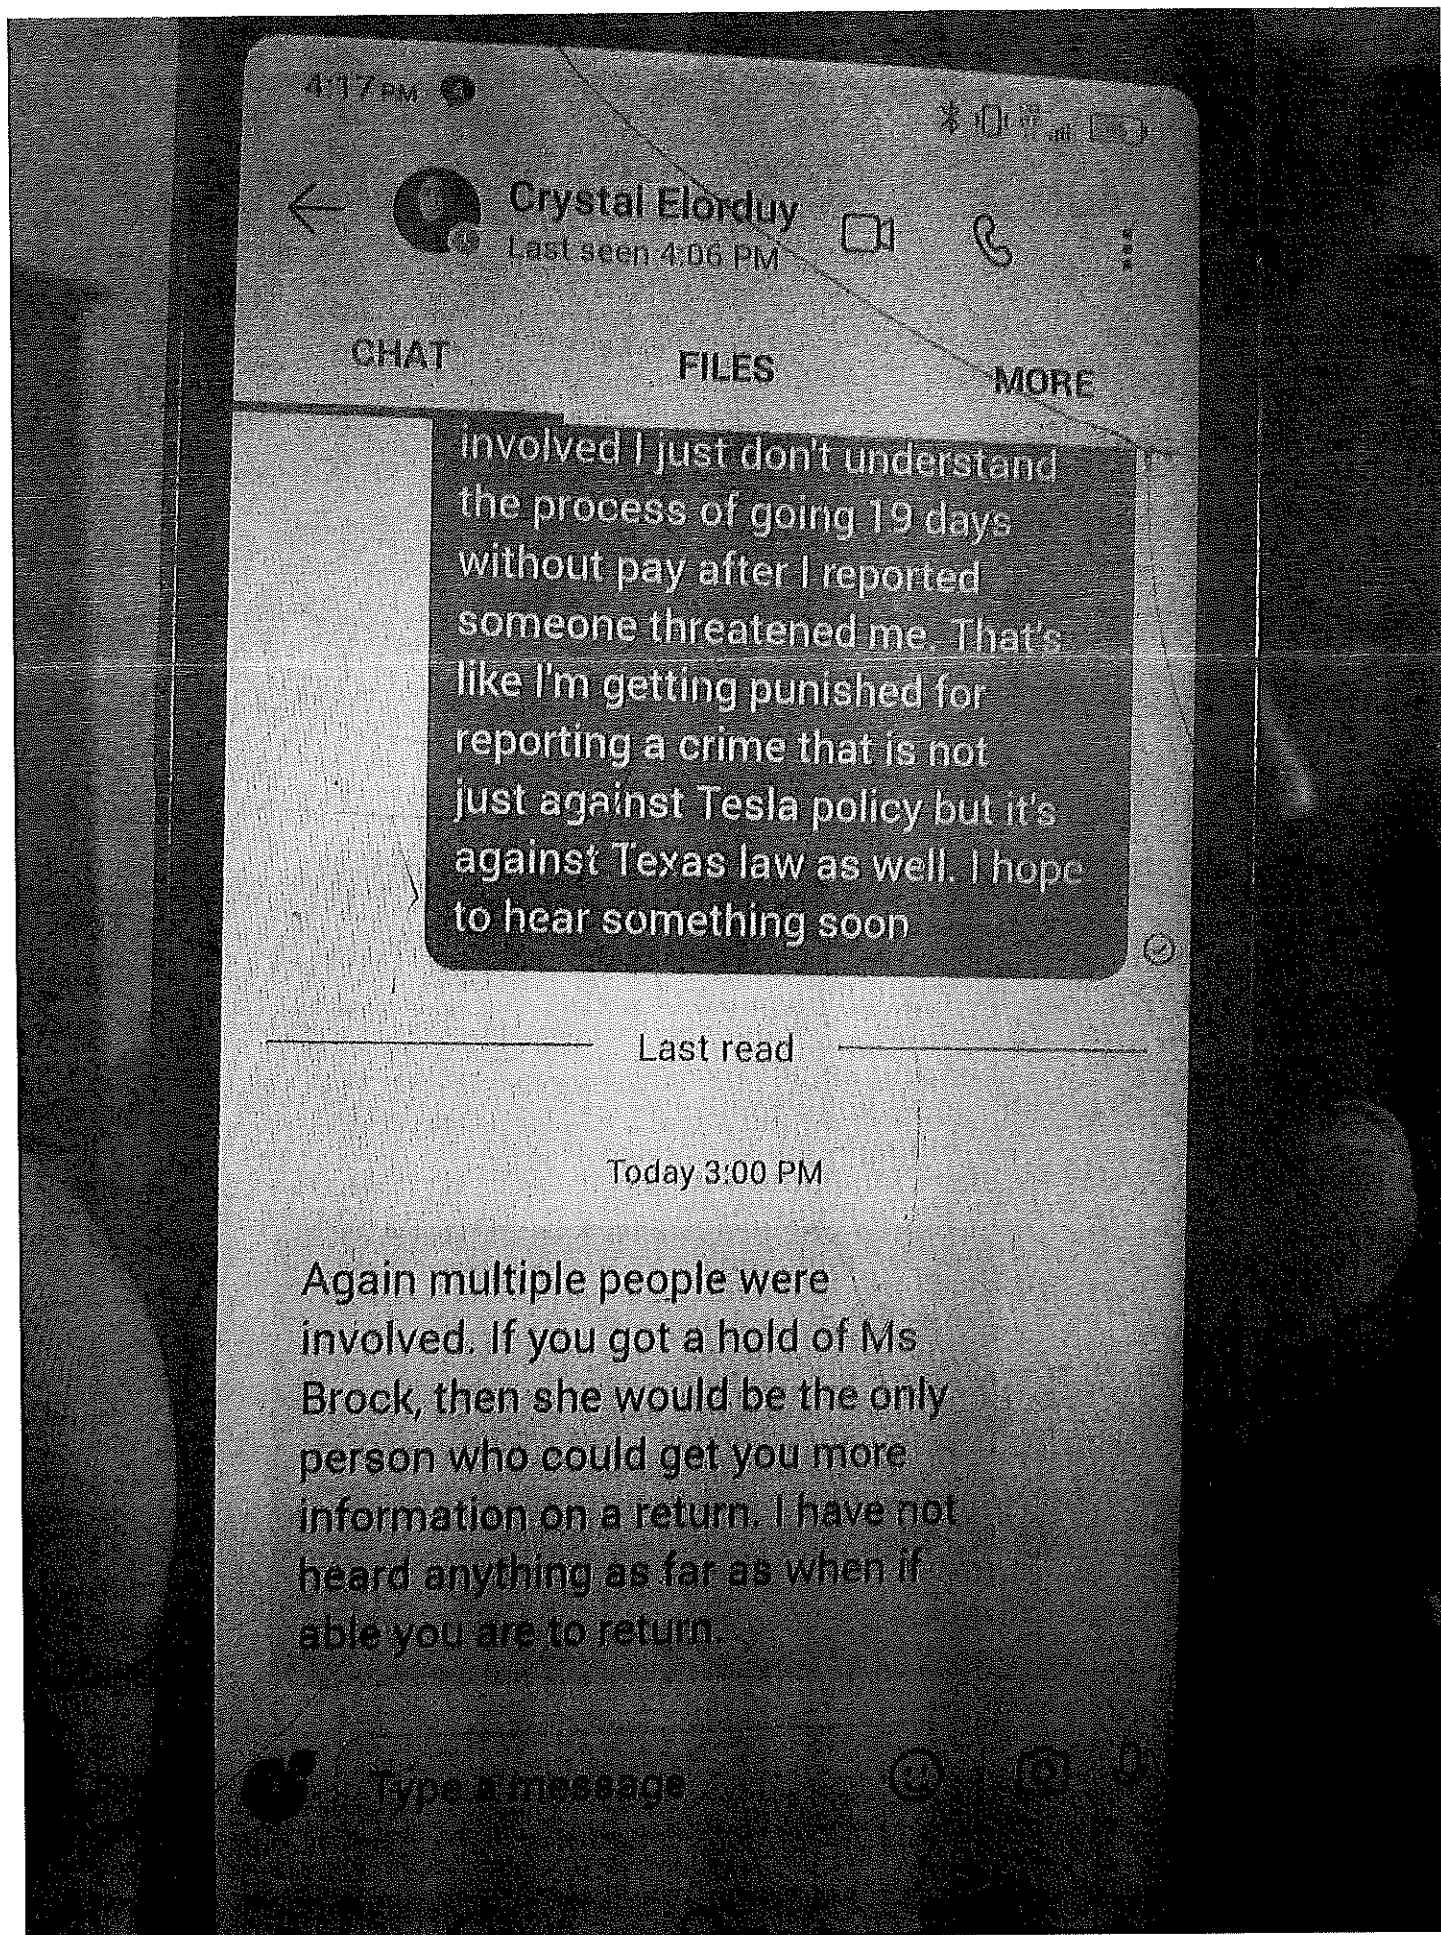 4:17 PM
Crystal Elorduy
Last seen 4:06 PM
CHAT
FILES
MORE
involved I just don't understand
the process of going 19 days
without pay after I reported
someone threatened me. That's
like I'm getting punished for
reporting a crime that is not
just against Tesla policy but it's
against Texas law as well. I hope
to hear something soon
Last read
Today 3:00 PM
Again multiple people were
involved. If you got a hold of Ms
Brock, then she would be the only
person who could get you more
information on a return. I have not
heard anything as far as when if
able you are to return.
Type a message